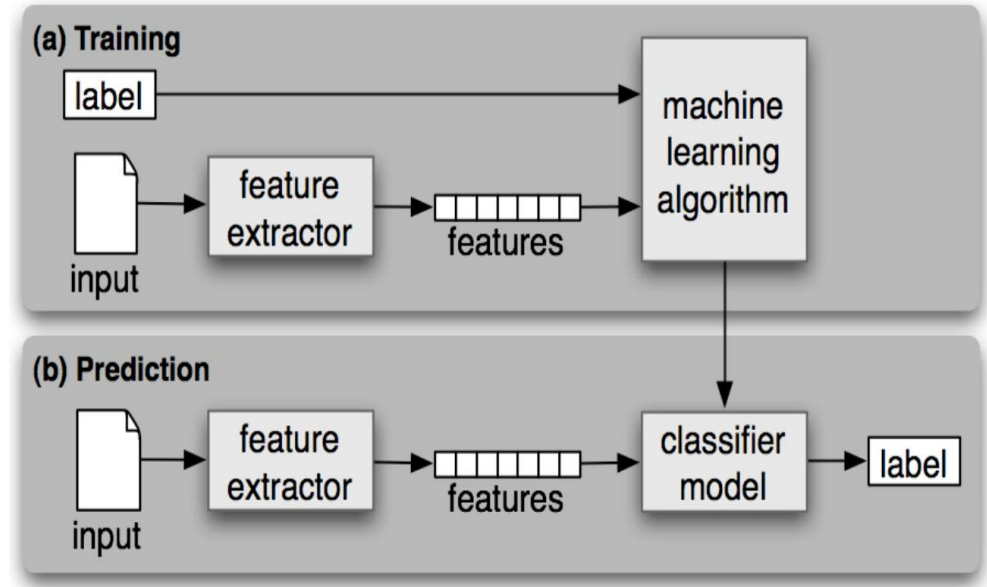 (a) Training
label
machine
learning
algorithm
feature
extractor
features
input
(b) Prediction
feature
extractor
features
input
classifier
model
label